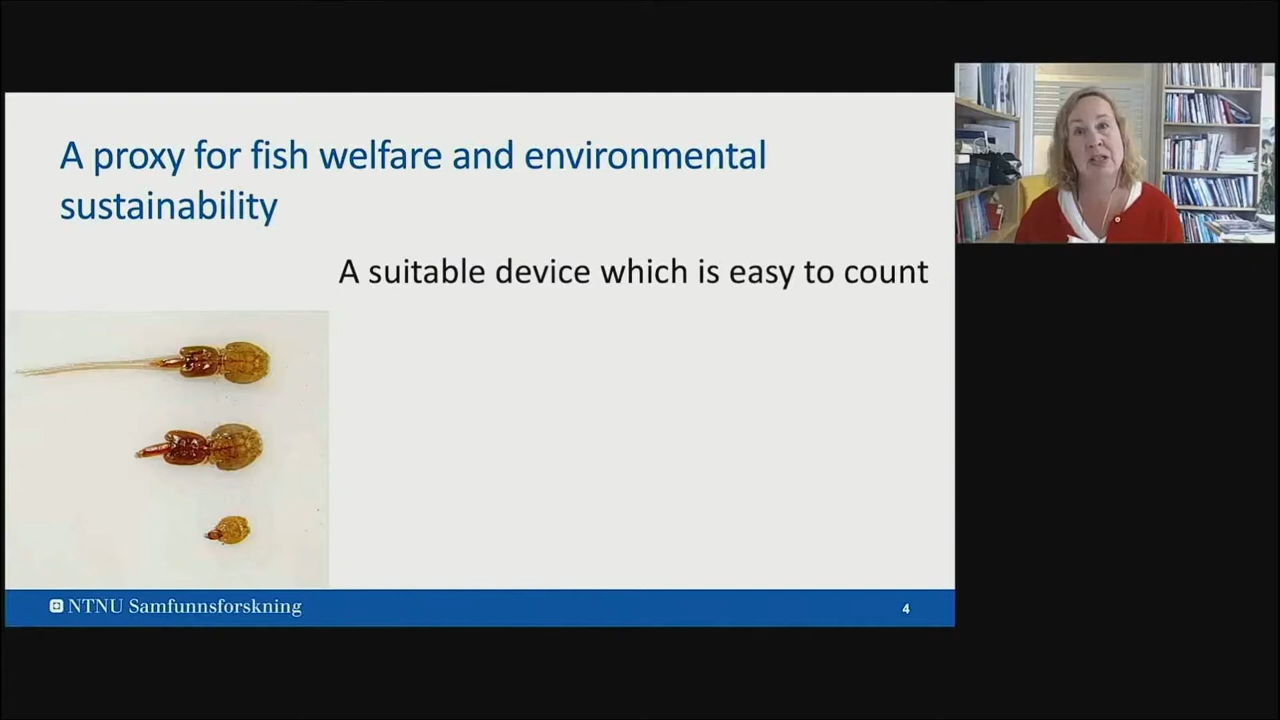 A proxy for fish welfare and environmental
sustainability
A suitable device which is easy to count
NTNU Samfunnsforskning
4